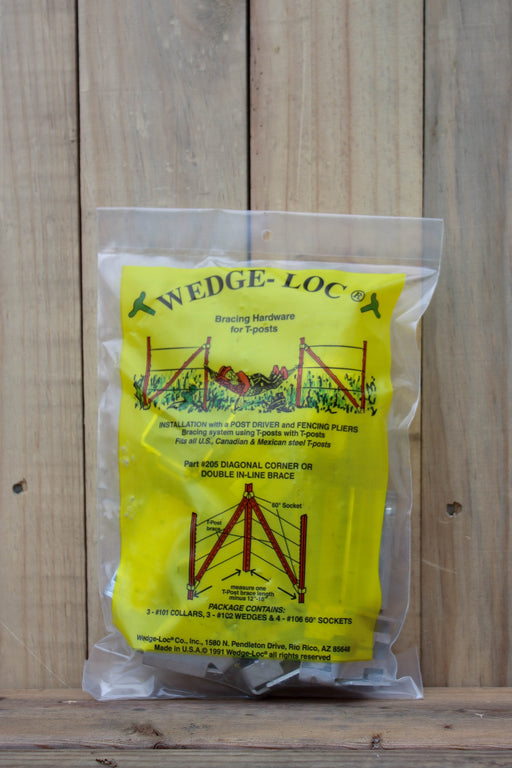 WEDGE- LOC®
Bracing Hardware
for T-posts
INSTALLATION with a POST DRIVER and FENCING PLIERS
Bracing system using T-posts with T-posts
Fits all U.S., Canadian & Mexican steel T-posts
Part #205 DIAGONAL CORNER OR
DOUBLE IN-LINE BRACE
60° Socket
T-Post
brace
measure one
T-Post brace length
minus 12"-18"
PACKAGE CONTAINS:
3 - #101 COLLARS, 3 - #102 WEDGES & 4 - #106 60° SOCKETS
Wedge-Loc® Co., Inc., 1580 N. Pendleton Drive, Rio Rico, AZ 85648
Made in U.S.A.© 1991 Wedge-Loc® all rights reserved